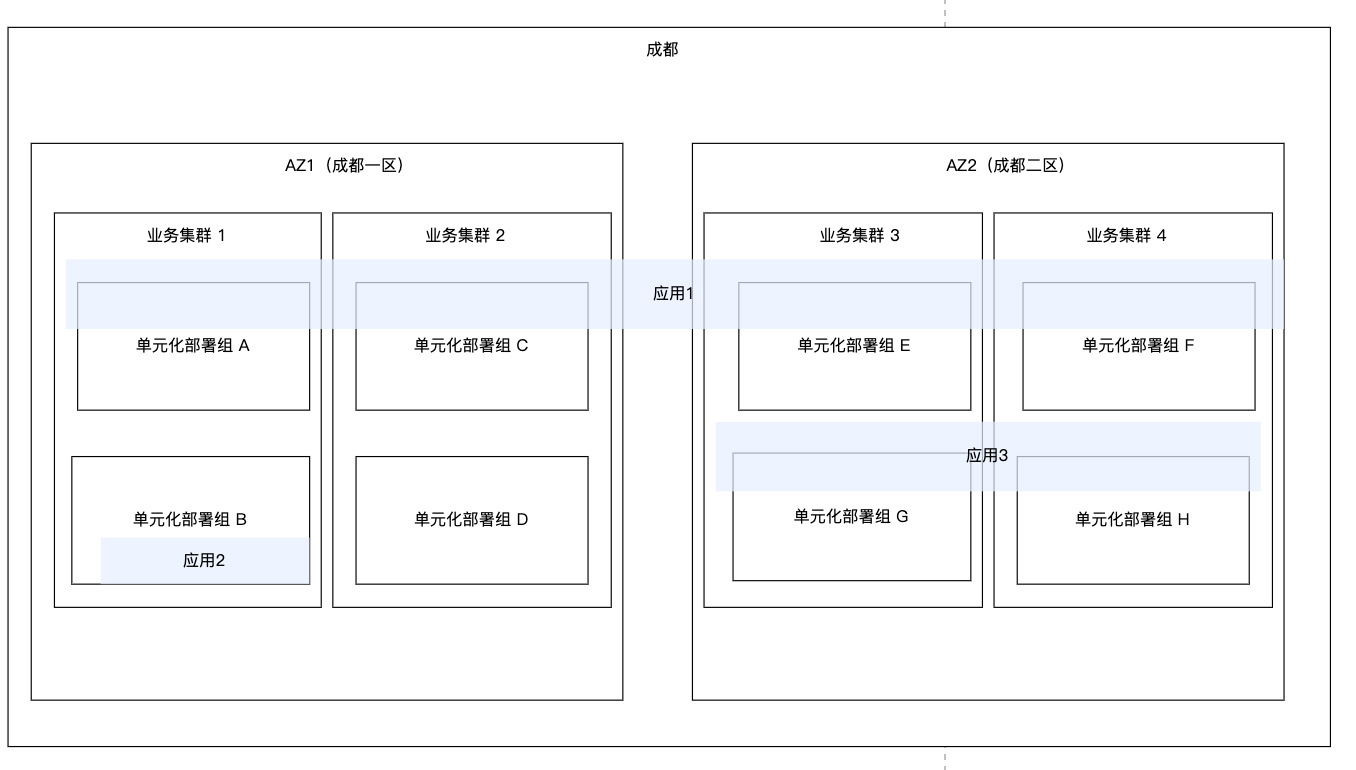 成都
AZ1（成都一区）
AZ2（成都二区）
业务集群 1
业务集群 2
业务集群 3
业务集群 4
应用1
单元化部署组 A
单元化部署组 C
单元化部署组 E
单元化部署组 F
应用3
单元化部署组 B
单元化部署组 D
单元化部署组 G
单元化部署组 H
应用2